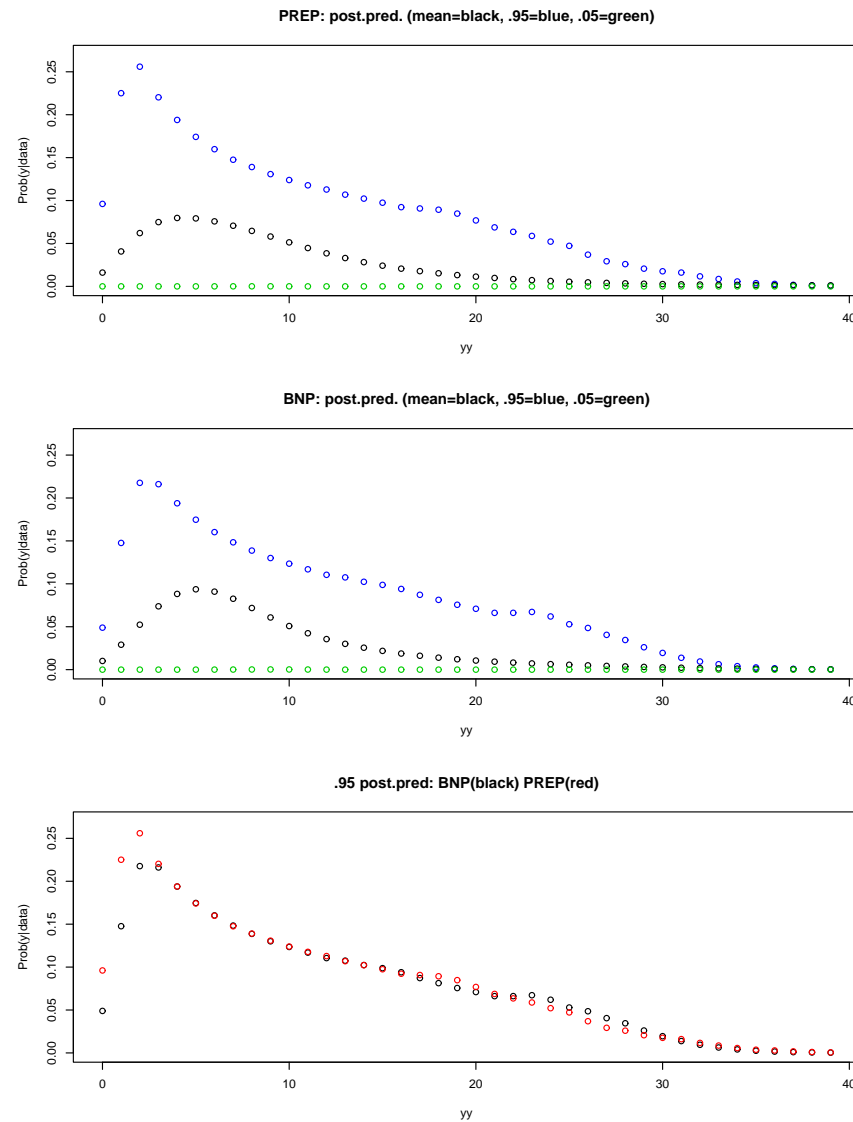 PREP: post.pred. (mean=black, .95=blue, .05=green)
0.25
0.20
0.15
0.10
0.05
0.00
Prob(y|data)
0 10 20 30 40
yy
BNP: post.pred. (mean=black, .95=blue, .05=green)
0.25
0.20
0.15
0.10
0.05
0.00
Prob(y|data)
0 10 20 30 40
yy
.95 post.pred: BNP(black) PREP(red)
0.25
0.20
0.15
0.10
0.05
0.00
Prob(y|data)
0 10 20 30 40
yy